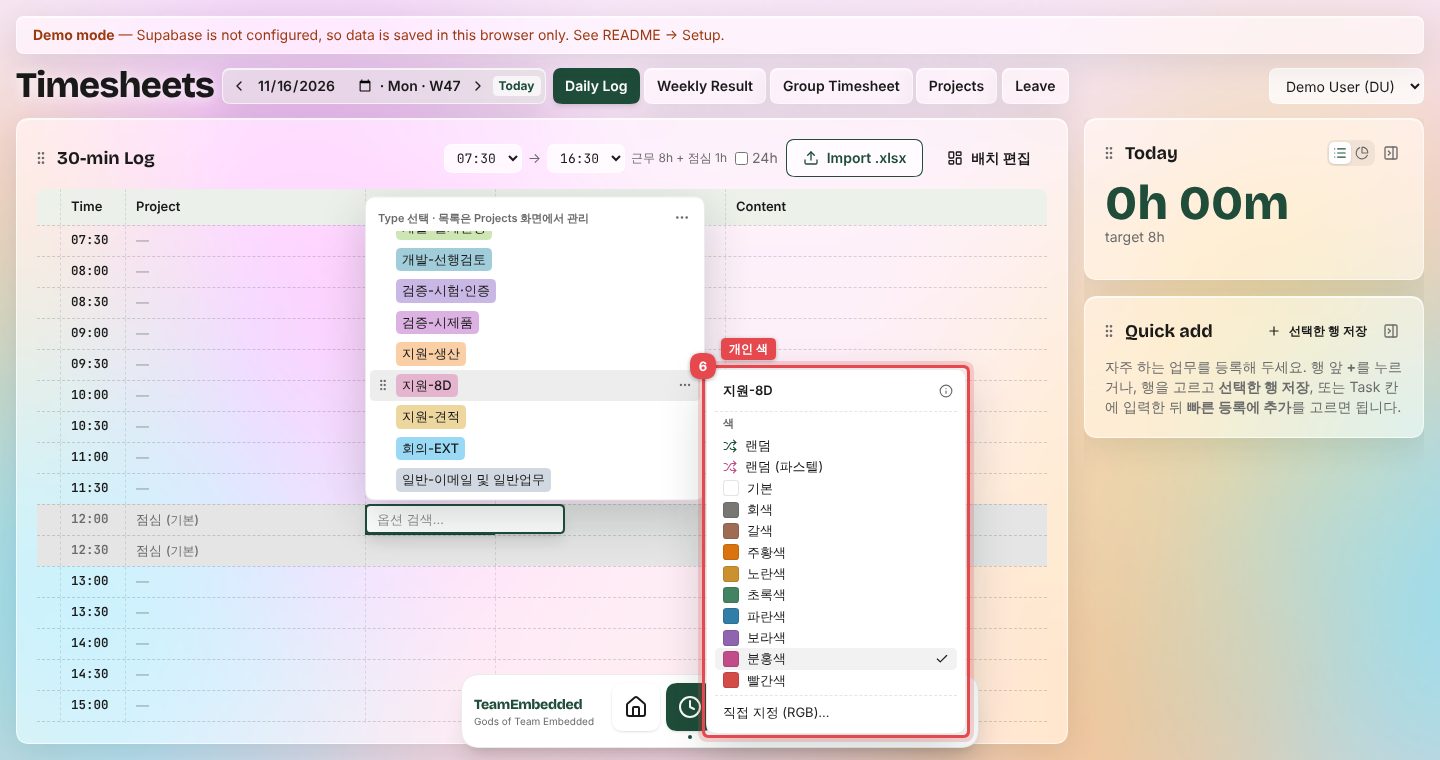 Demo mode — Supabase is not configured, so data is saved in this browser only. See README → Setup.
Timesheets
11/16/2026 · Mon · W47 Today
Daily Log
Weekly Result
Group Timesheet
Projects
Leave
Demo User (DU)
30-min Log
07:30 → 16:30 근무 8h + 점심 1h 24h
Import .xlsx
배치 편집
Time Project Content
07:30 —
08:00 —
08:30 —
09:00 —
09:30 —
10:00 —
10:30 —
11:00 —
11:30 —
12:00 점심 (기본)
12:30 점심 (기본)
13:00 —
13:30 —
14:00 —
14:30 —
15:00 —
Type 선택 · 목록은 Projects 화면에서 관리
개발-선행검토
검증-시험·인증
검증-시제품
지원-생산
지원-8D
지원-견적
회의-EXT
일반-이메일 및 일반업무
옵션 검색...
개인 색
6
지원-8D
색
랜덤
랜덤 (파스텔)
기본
회색
갈색
주황색
노란색
초록색
파란색
보라색
분홍색
빨간색
직접 지정 (RGB)...
TeamEmbedded
Gods of Team Embedded
Today
0h 00m
target 8h
Quick add
+ 선택한 행 저장
자주 하는 업무를 등록해 두세요. 행 앞 +를 누르
거나, 행을 고르고 선택한 행 저장, 또는 Task 칸
에 입력한 뒤 빠른 등록에 추가를 고르면 됩니다.